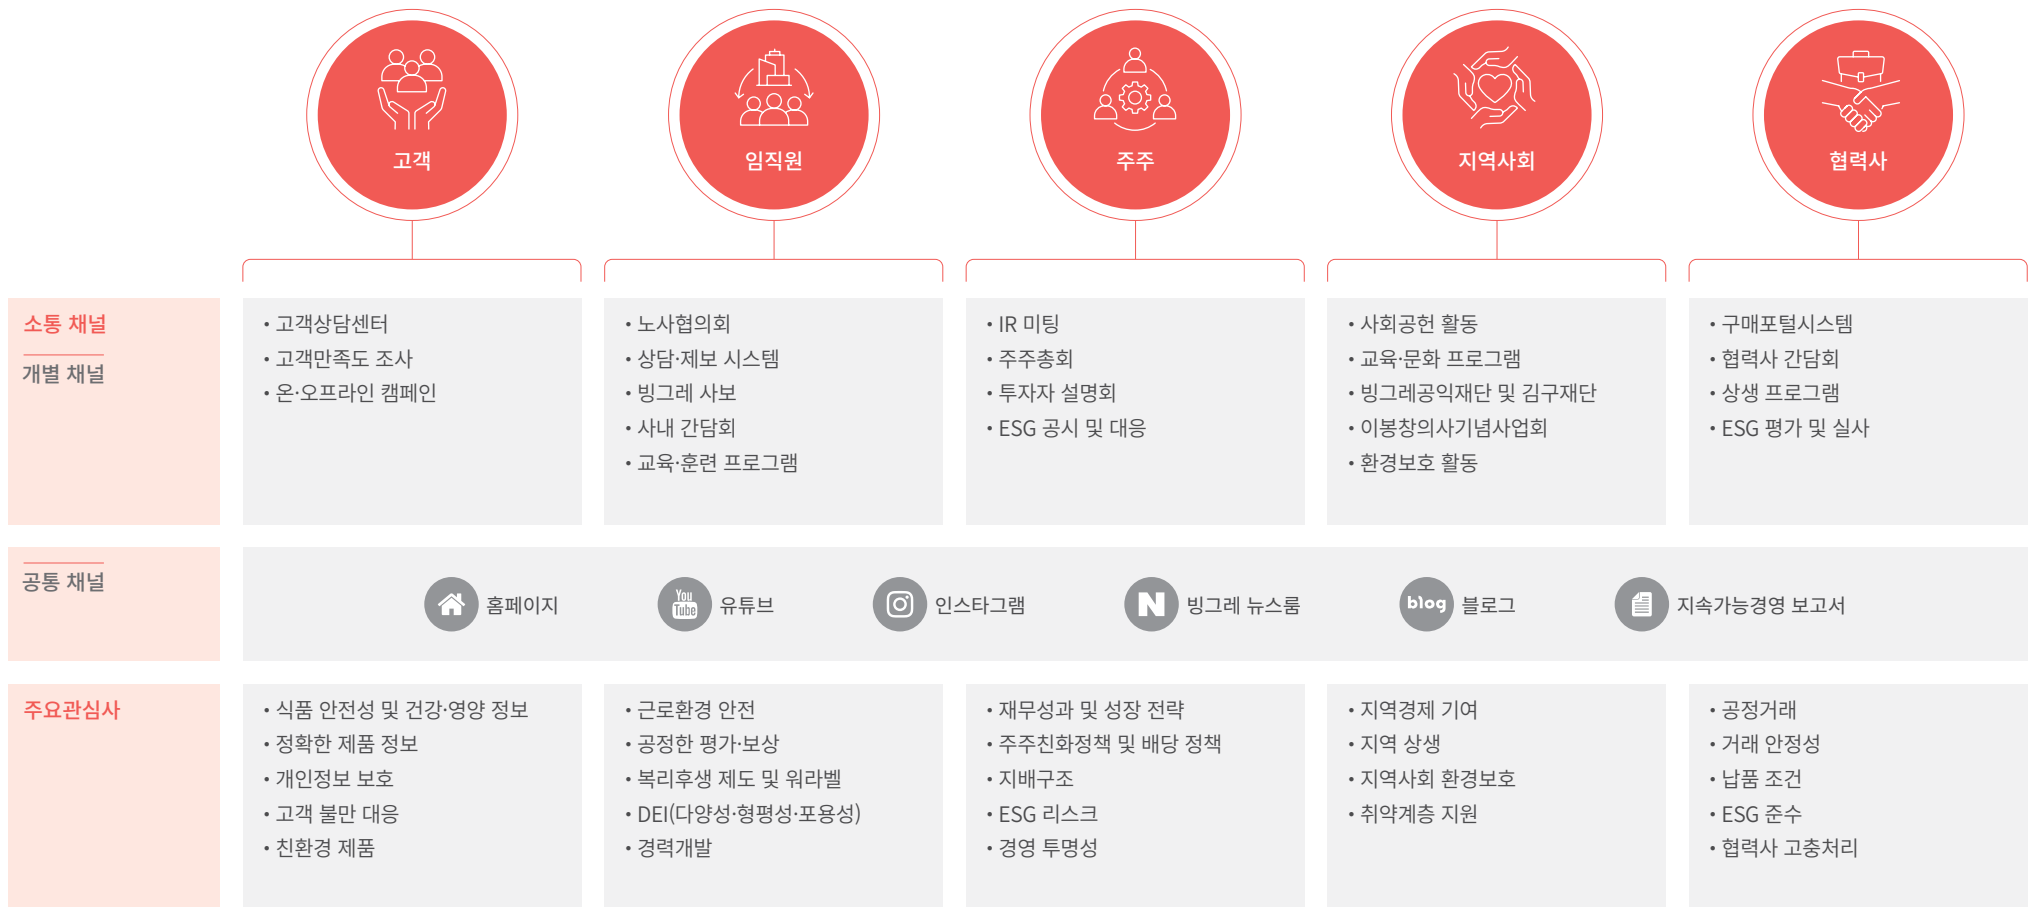 고객
임직원
주주
지역사회
협력사
소통 채널
개별 채널
• 고객상담센터
• 고객만족도 조사
• 온·오프라인 캠페인
• 노사협의회
• 상담·제보 시스템
• 빙그레 사보
• 사내 간담회
• 교육·훈련 프로그램
• IR 미팅
• 주주총회
• 투자자 설명회
• ESG 공시 및 대응
• 사회공헌 활동
• 교육·문화 프로그램
• 빙그레공익재단 및 김구재단
• 이봉창의사기념사업회
• 환경보호 활동
• 구매포털시스템
• 협력사 간담회
• 상생 프로그램
• ESG 평가 및 실사
공통 채널
홈페이지
You
Tube
유튜브
인스타그램
N
빙그레 뉴스룸
blog
블로그
지속가능경영 보고서
주요관심사
• 식품 안전성 및 건강·영양 정보
• 정확한 제품 정보
• 개인정보 보호
• 고객 불만 대응
• 친환경 제품
• 근로환경 안전
• 공정한 평가·보상
• 복리후생 제도 및 워라벨
• DEI(다양성·형평성·포용성)
• 경력개발
• 재무성과 및 성장 전략
• 주주친화정책 및 배당 정책
• 지배구조
• ESG 리스크
• 경영 투명성
• 지역경제 기여
• 지역 상생
• 지역사회 환경보호
• 취약계층 지원
• 공정거래
• 거래 안정성
• 납품 조건
• ESG 준수
• 협력사 고충처리